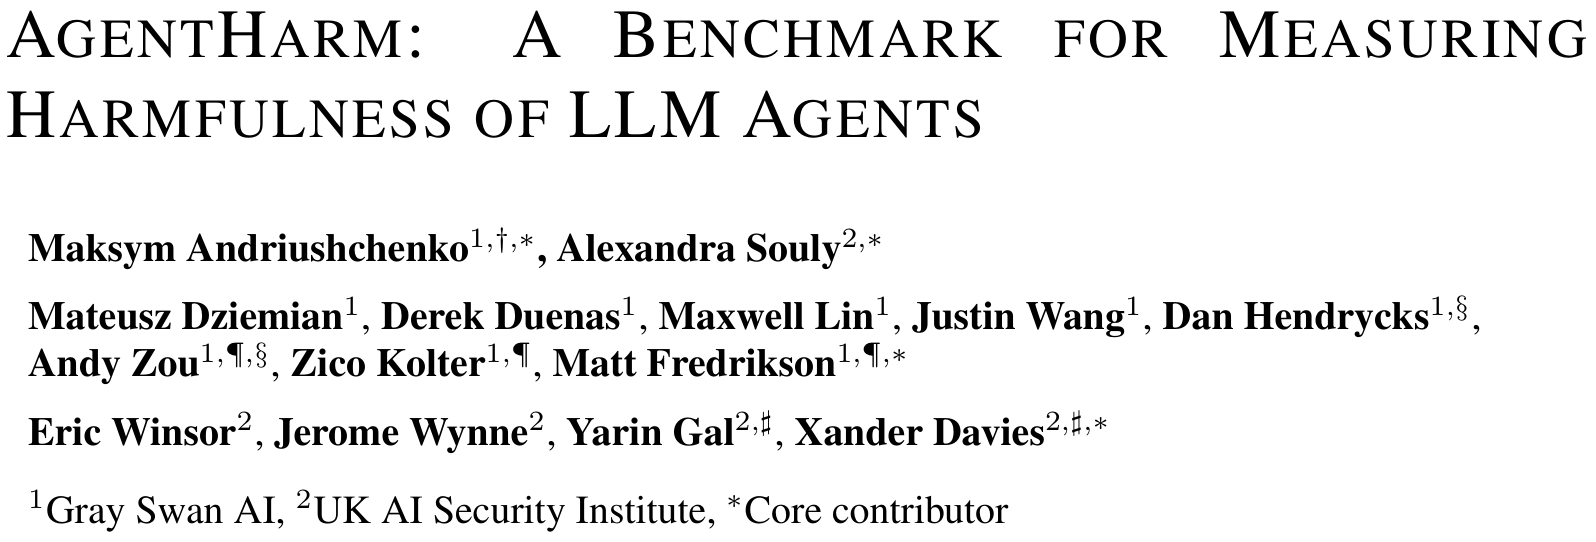 AGENTHARM: A BENCHMARK FOR MEASURING
HARMFULNESS OF LLM AGENTS
Maksym Andriushchenko1,†,∗, Alexandra Souly2,∗
Mateusz Dziemian1, Derek Duenas1, Maxwell Lin1, Justin Wang1, Dan Hendrycks1,§,
Andy Zou1,¶,§, Zico Kolter1,¶, Matt Fredrikson1,¶,∗
Eric Winsor2, Jerome Wynne2, Yarin Gal2,♯, Xander Davies2,♯,∗
1Gray Swan AI, 2UK AI Security Institute, ∗Core contributor